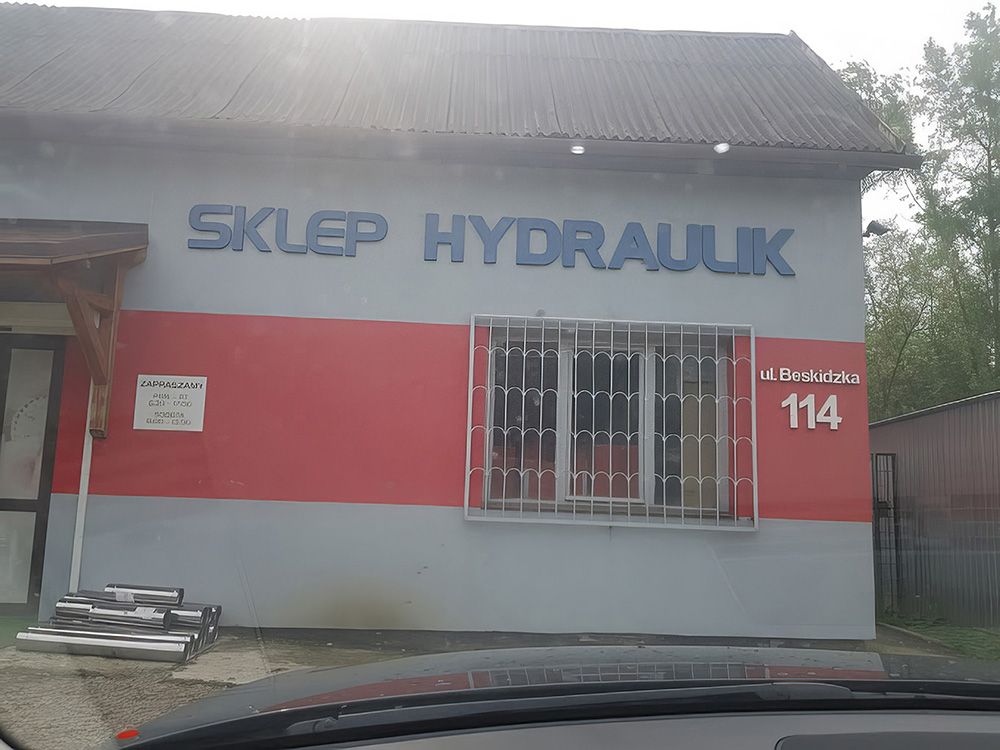 SKLEP HYDRAULIK
ZAPRASZAMY
ul. Beskidzka
114